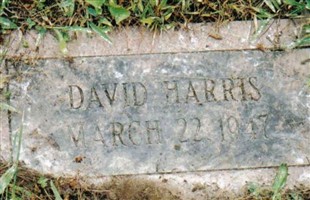 DAVID HARRIS
MARCH 22 1947